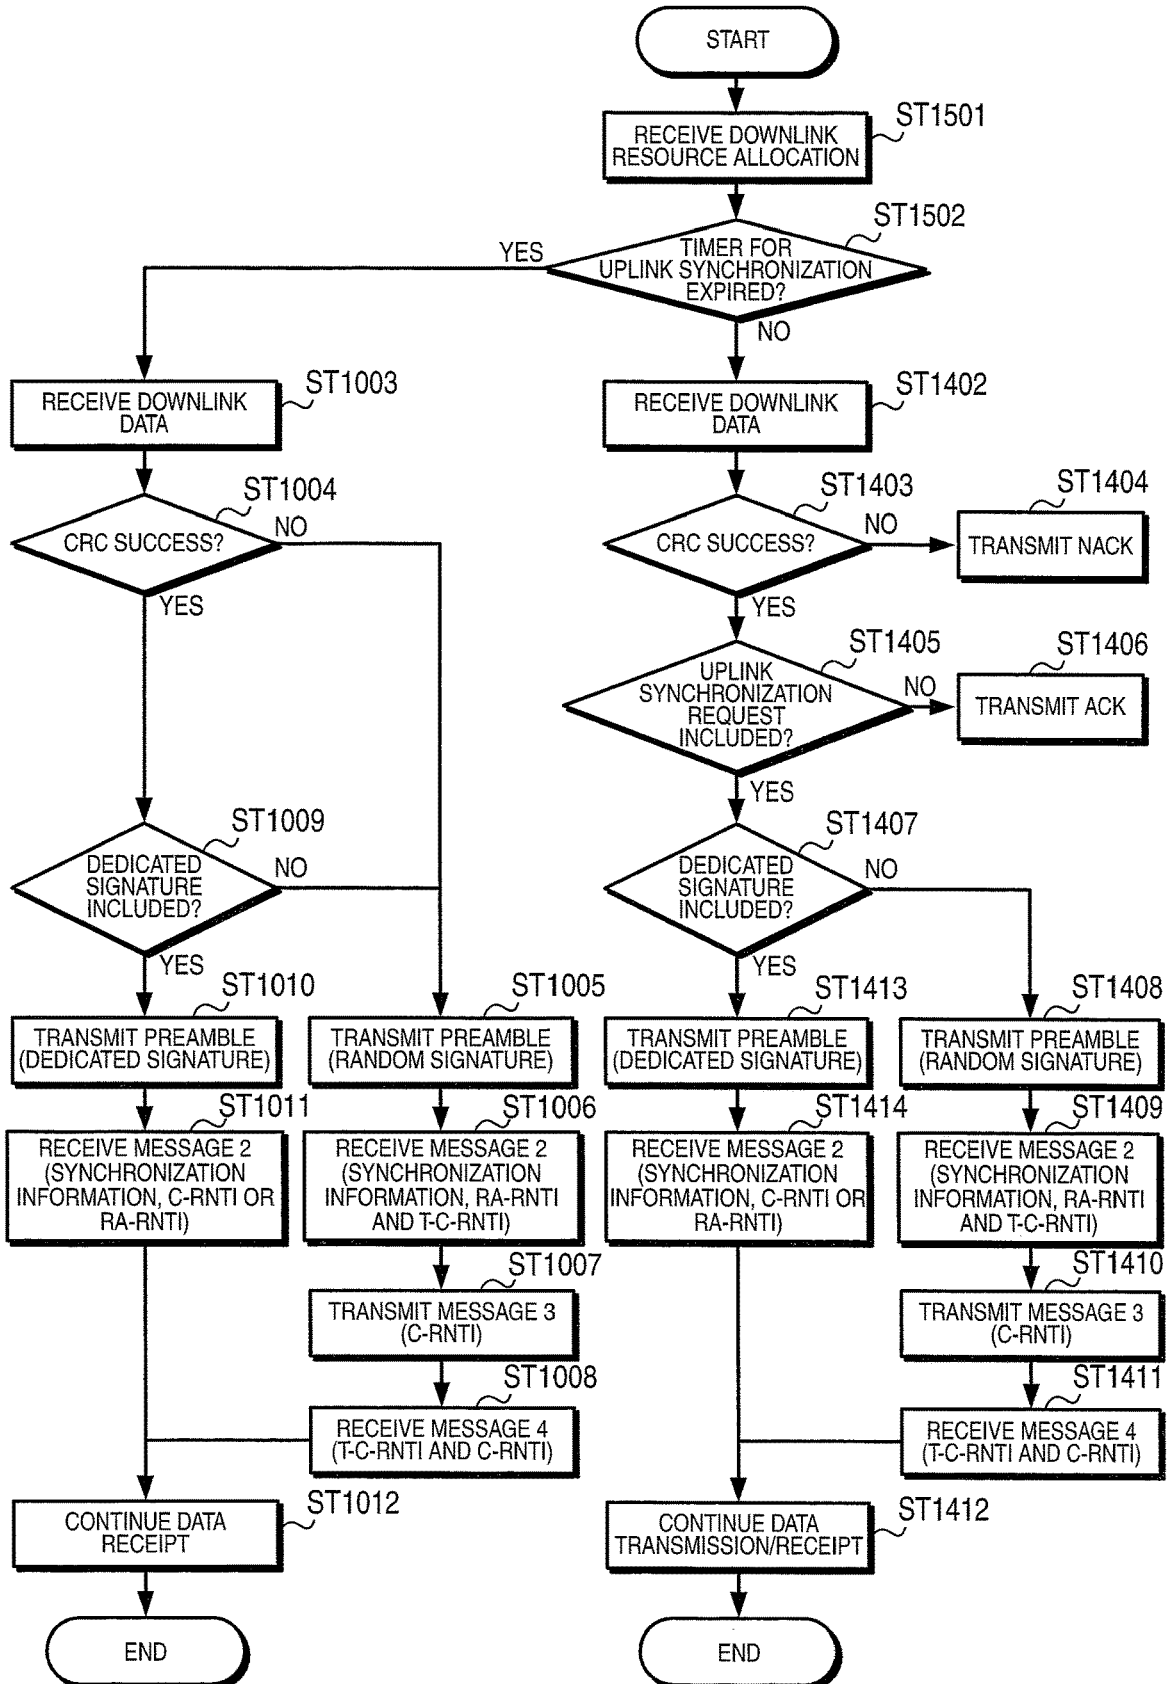 START
ST1501
RECEIVE DOWNLINK
RESOURCE ALLOCATION
ST1502
TIMER FOR
UPLINK SYNCHRONIZATION
EXPIRED?
YES
NO
ST1003
RECEIVE DOWNLINK
DATA
ST1402
RECEIVE DOWNLINK
DATA
ST1004
CRC SUCCESS?
NO
YES
ST1403
CRC SUCCESS?
NO
YES
ST1404
TRANSMIT NACK
ST1405
UPLINK
SYNCHRONIZATION
REQUEST
INCLUDED?
NO
YES
ST1406
TRANSMIT ACK
ST1009
DEDICATED
SIGNATURE
INCLUDED?
NO
YES
ST1407
DEDICATED
SIGNATURE
INCLUDED?
NO
YES
ST1010
TRANSMIT PREAMBLE
(DEDICATED SIGNATURE)
ST1005
TRANSMIT PREAMBLE
(RANDOM SIGNATURE)
ST1413
TRANSMIT PREAMBLE
(DEDICATED SIGNATURE)
ST1408
TRANSMIT PREAMBLE
(RANDOM SIGNATURE)
ST1011
RECEIVE MESSAGE 2
(SYNCHRONIZATION
INFORMATION, C-RNTI OR
RA-RNTI)
ST1006
RECEIVE MESSAGE 2
(SYNCHRONIZATION
INFORMATION, RA-RNTI
AND T-C-RNTI)
ST1414
RECEIVE MESSAGE 2
(SYNCHRONIZATION
INFORMATION, C-RNTI OR
RA-RNTI)
ST1409
RECEIVE MESSAGE 2
(SYNCHRONIZATION
INFORMATION, RA-RNTI
AND T-C-RNTI)
ST1007
TRANSMIT MESSAGE 3
(C-RNTI)
ST1410
TRANSMIT MESSAGE 3
(C-RNTI)
ST1008
RECEIVE MESSAGE 4
(T-C-RNTI AND C-RNTI)
ST1411
RECEIVE MESSAGE 4
(T-C-RNTI AND C-RNTI)
ST1012
CONTINUE DATA
RECEIPT
ST1412
CONTINUE DATA
TRANSMISSION/RECEIPT
END
END